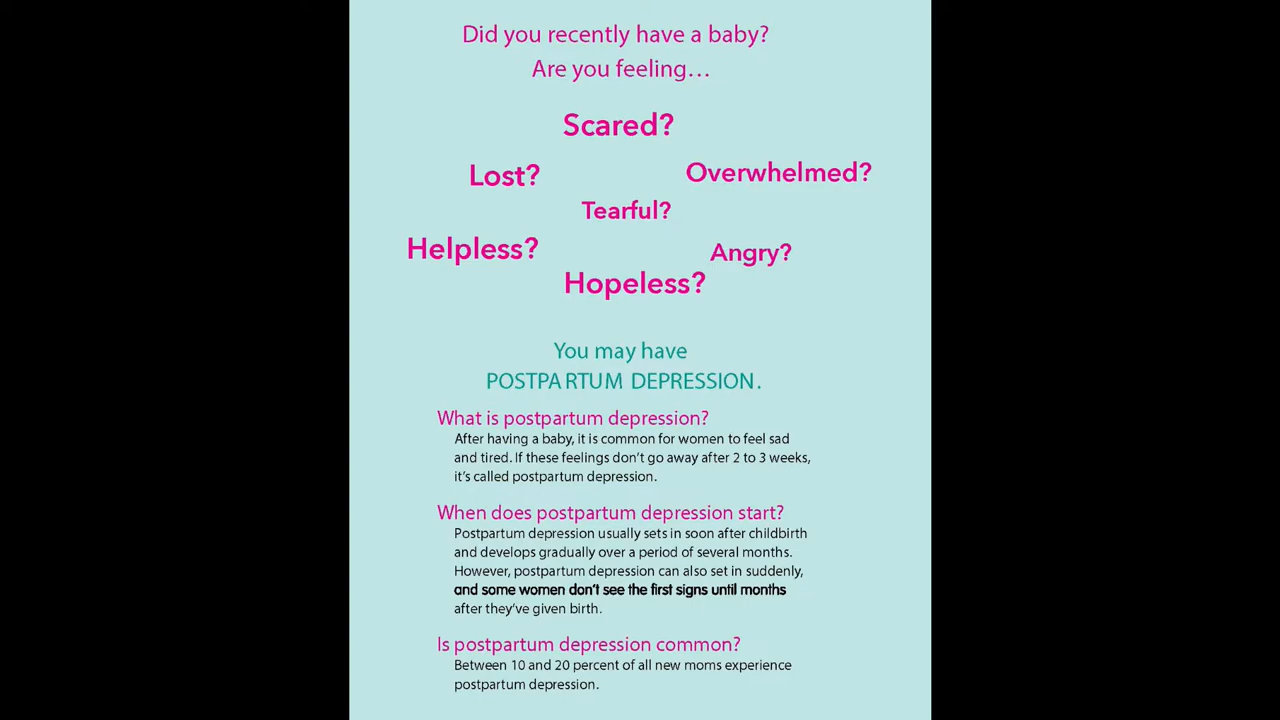 Did you recently have a baby?
Are you feeling...
Scared?
Lost?
Overwhelmed?
Tearful?
Helpless?
Angry?
Hopeless?
You may have
POSTPARTUM DEPRESSION.
What is postpartum depression?
After having a baby, it is common for women to feel sad
and tired. If these feelings don't go away after 2 to 3 weeks,
it's called postpartum depression.
When does postpartum depression start?
Postpartum depression usually sets in soon after childbirth
and develops gradually over a period of several months.
However, postpartum depression can also set in suddenly,
and some women don't see the first signs until months
after they've given birth.
Is postpartum depression common?
Between 10 and 20 percent of all new moms experience
postpartum depression.